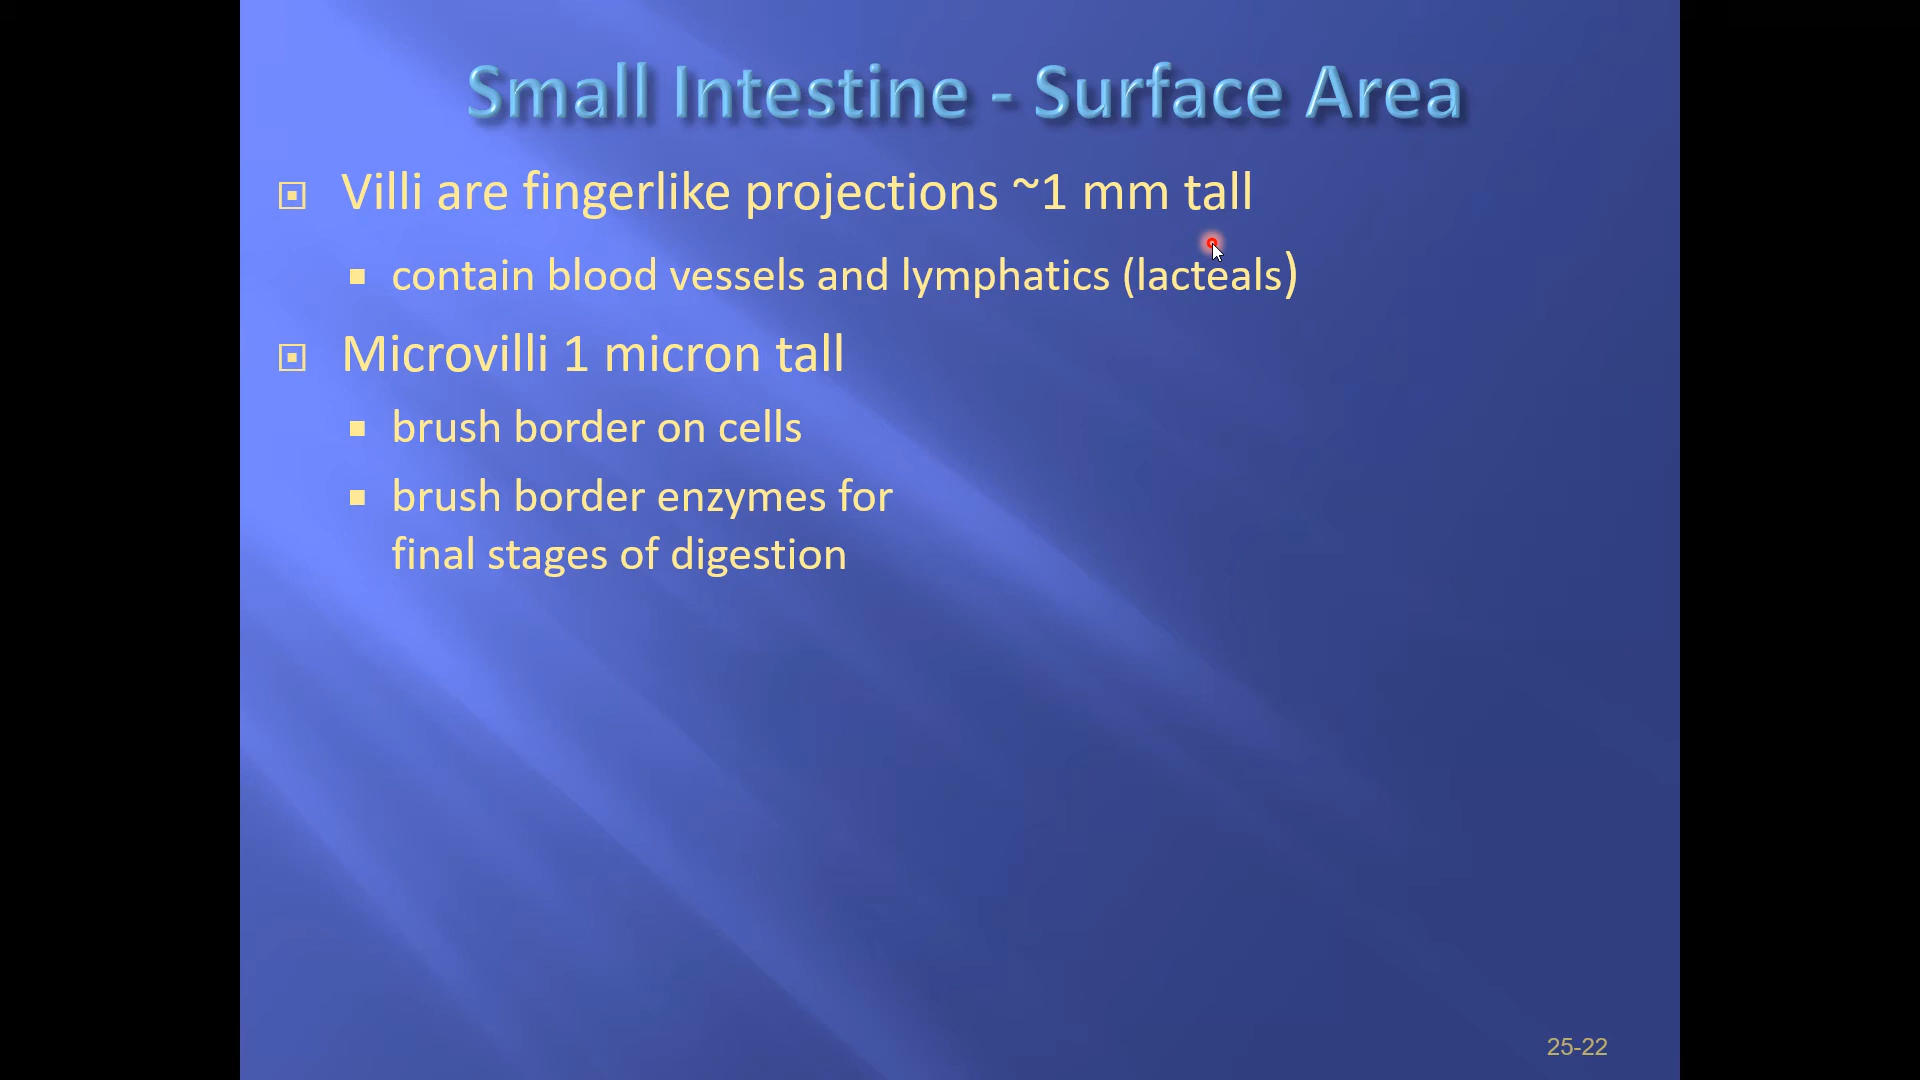 Small Intestine - Surface Area
Villi are fingerlike projections ~1 mm tall
contain blood vessels and lymphatics (lacteals)
Microvilli 1 micron tall
brush border on cells
brush border enzymes for
final stages of digestion
25-22